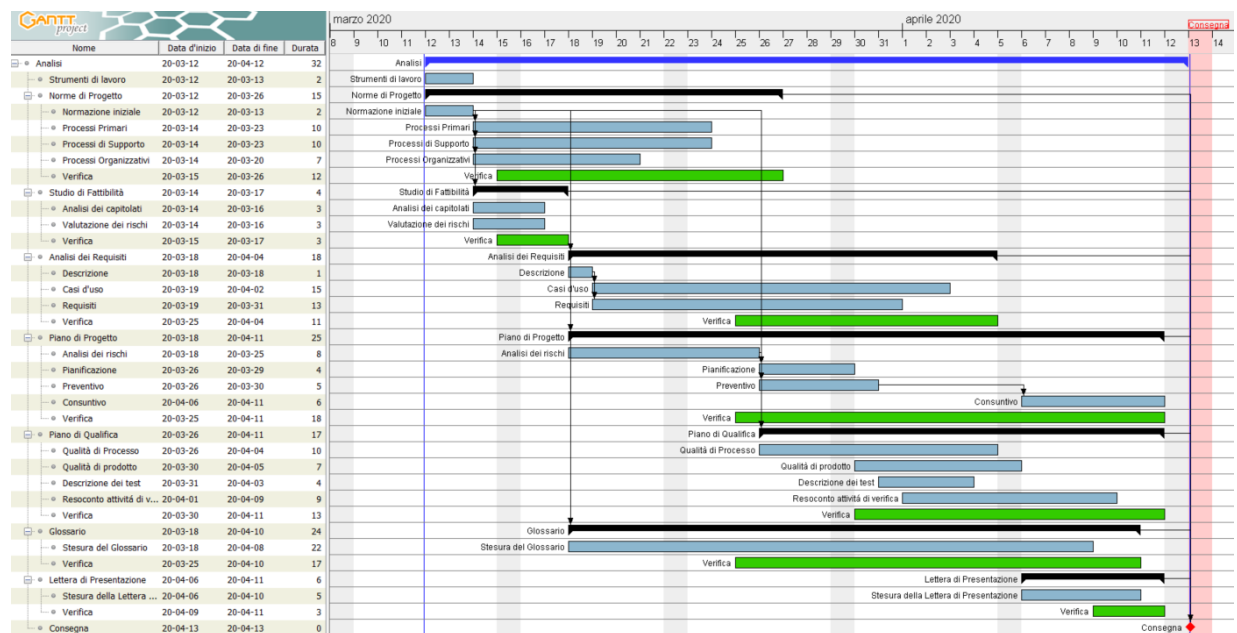 GANTT
project
marzo 2020 aprile 2020
Consegna
Nome Data d'inizio Data di fine Durata
8 9 10 11 12 13 14 15 16 17 18 19 20 21 22 23 24 25 26 27 28 29 30 31 1 2 3 4 5 6 7 8 9 10 11 12 13 14
Analisi 20-03-12 20-04-12 32 Analisi
Strumenti di lavoro 20-03-12 20-03-13 2 Strumenti di lavoro
Norme di Progetto 20-03-12 20-03-26 15 Norme di Progetto
Normazione iniziale 20-03-12 20-03-13 2 Normazione iniziale
Processi Primari 20-03-14 20-03-23 10 Processi Primari
Processi di Supporto 20-03-14 20-03-23 10 Processi di Supporto
Processi Organizzativi 20-03-14 20-03-20 7 Processi Organizzativi
Verifica 20-03-15 20-03-26 12 Verifica
Studio di Fattibilità 20-03-14 20-03-17 4 Studio di Fattibilità
Analisi dei capitolati 20-03-14 20-03-16 3 Analisi dei capitolati
Valutazione dei rischi 20-03-14 20-03-16 3 Valutazione dei rischi
Verifica 20-03-15 20-03-17 3 Verifica
Analisi dei Requisiti 20-03-18 20-04-04 18 Analisi dei Requisiti
Descrizione 20-03-18 20-03-18 1 Descrizione
Casi d'uso 20-03-19 20-04-02 15 Casi d'uso
Requisiti 20-03-19 20-03-31 13 Requisiti
Verifica 20-03-25 20-04-04 11 Verifica
Piano di Progetto 20-03-18 20-04-11 25 Piano di Progetto
Analisi dei rischi 20-03-18 20-03-25 8 Analisi dei rischi
Pianificazione 20-03-26 20-03-29 4 Pianificazione
Preventivo 20-03-26 20-03-30 5 Preventivo
Consuntivo 20-04-06 20-04-11 6 Consuntivo
Verifica 20-03-25 20-04-11 18 Verifica
Piano di Qualifica 20-03-26 20-04-11 17 Piano di Qualifica
Qualità di Processo 20-03-26 20-04-04 10 Qualità di Processo
Qualità di prodotto 20-03-30 20-04-05 7 Qualità di prodotto
Descrizione dei test 20-03-31 20-04-03 4 Descrizione dei test
Resoconto attività di v... 20-04-01 20-04-09 9 Resoconto attività di verifica
Verifica 20-03-30 20-04-11 13 Verifica
Glossario 20-03-18 20-04-10 24 Glossario
Stesura del Glossario 20-03-18 20-04-08 22 Stesura del Glossario
Verifica 20-03-25 20-04-10 17 Verifica
Lettera di Presentazione 20-04-06 20-04-11 6 Lettera di Presentazione
Stesura della Lettera ... 20-04-06 20-04-10 5 Stesura della Lettera di Presentazione
Verifica 20-04-09 20-04-11 3 Verifica
Consegna 20-04-13 20-04-13 0 Consegna